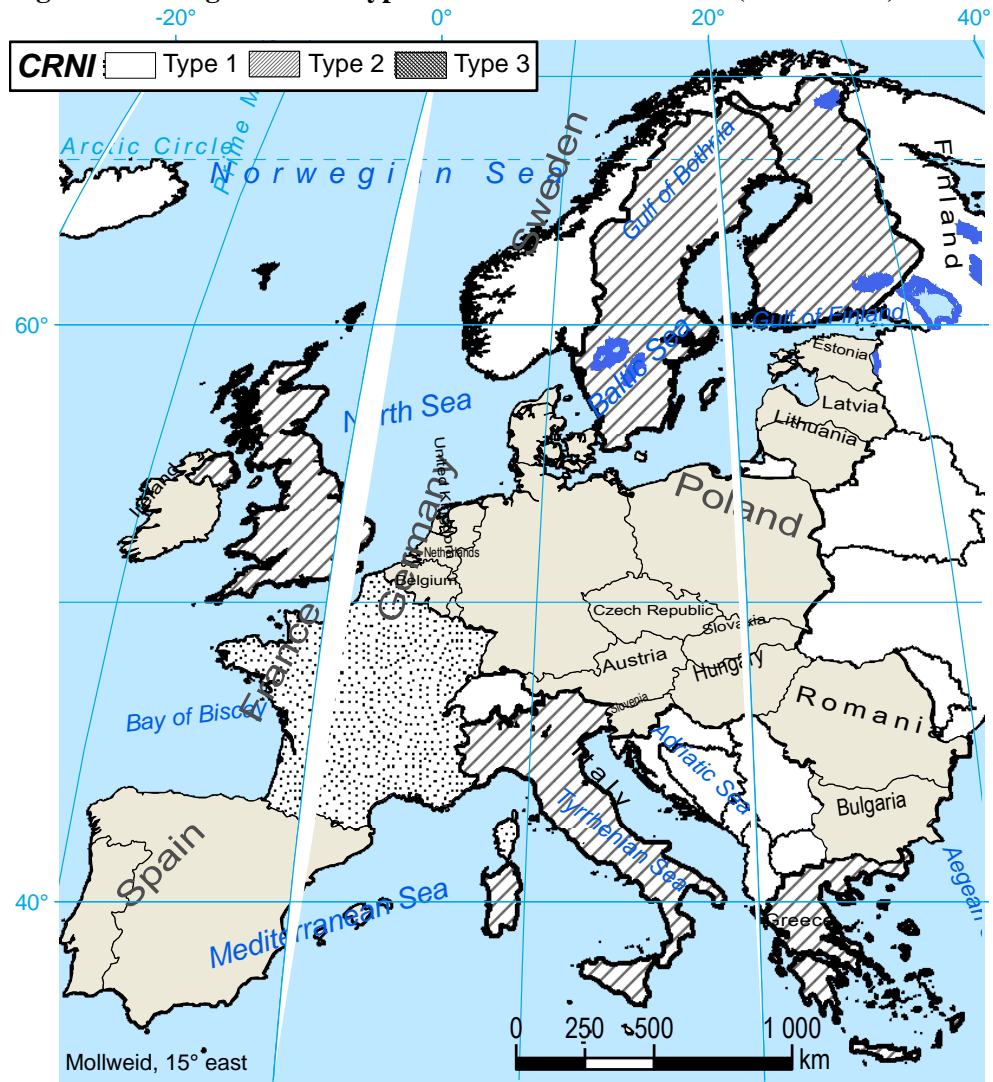 -20° 0° 20° 40°
CRNI Type 1 Type 2 Type 3
Arctic Circle
Norwegian Sea
Sweden
Gulf of Bothnia
Finland
60°
Gulf of Finland
Baltic Sea
Estonia
Latvia
Lithuania
North Sea
United Kingdom
Ireland
Germany
Poland
Netherlands
Belgium
Czech Republic
Slovakia
France
Austria
Hungary
Slovenia
Romania
Bay of Biscay
Adriatic Sea
Italy
Tyrrhenian Sea
Bulgaria
Spain
Aegean
40°
Mediterranean Sea
Greece
0 250 500 1 000
km
Mollweid, 15° east